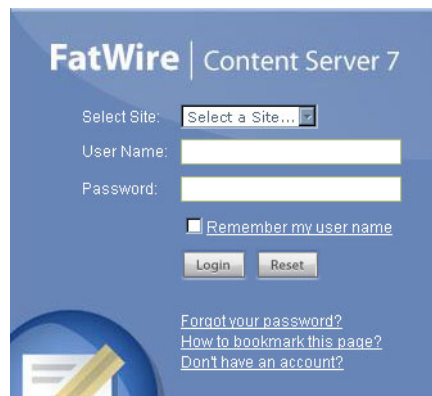 FatWire | Content Server 7
Select Site: Select a Site...
User Name:
Password:
Remember my user name
Login Reset
Forgot your password?
How to bookmark this page?
Don't have an account?